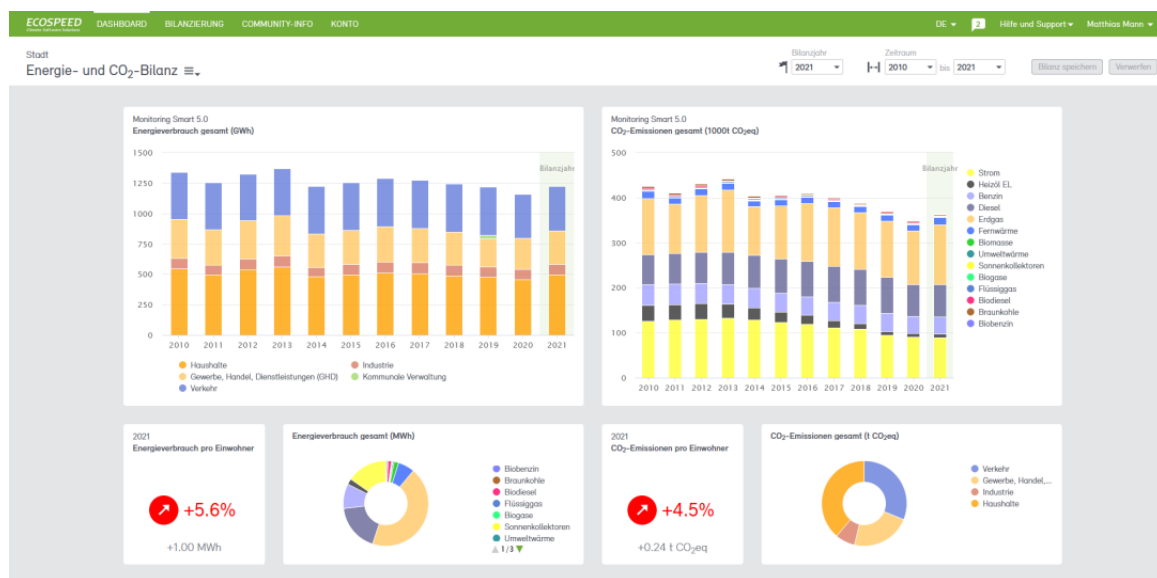 ECOSPEED DASHBOARD BILANZIERUNG COMMUNITY-INFO KONTO DE 2 Hilfe und Support Matthias Mann
Climate Software Solutions
Stadt
Energie- und CO2-Bilanz
Bilanzjahr Zeitraum
2021 2010 bis 2021 Bilanz speichern Verwerfen
Monitoring Smart 5.0
Energieverbrauch gesamt (GWh)
1500
1250
1000
750
500
250
0
Bilanzjahr
2010 2011 2012 2013 2014 2015 2016 2017 2018 2019 2020 2021
Haushalte
Gewerbe, Handel, Dienstleistungen (GHD)
Verkehr
Industrie
Kommunale Verwaltung
Monitoring Smart 5.0
CO2-Emissionen gesamt (1000t CO2eq)
500
400
300
200
100
0
Bilanzjahr
2010 2011 2012 2013 2014 2015 2016 2017 2018 2019 2020 2021
Strom
Heizöl EL
Benzin
Diesel
Erdgas
Fernwärme
Biomasse
Umweltwärme
Sonnenkollektoren
Biogase
Flüssiggas
Biodiesel
Braunkohle
Biobenzin
2021
Energieverbrauch pro Einwohner
+5.6%
+1.00 MWh
Energieverbrauch gesamt (MWh)
Biobenzin
Braunkohle
Biodiesel
Flüssiggas
Biogase
Sonnenkollektoren
Umweltwärme
1/3
2021
CO2-Emissionen pro Einwohner
+4.5%
+0.24 t CO2eq
CO2-Emissionen gesamt (t CO2eq)
Verkehr
Gewerbe, Handel,...
Industrie
Haushalte